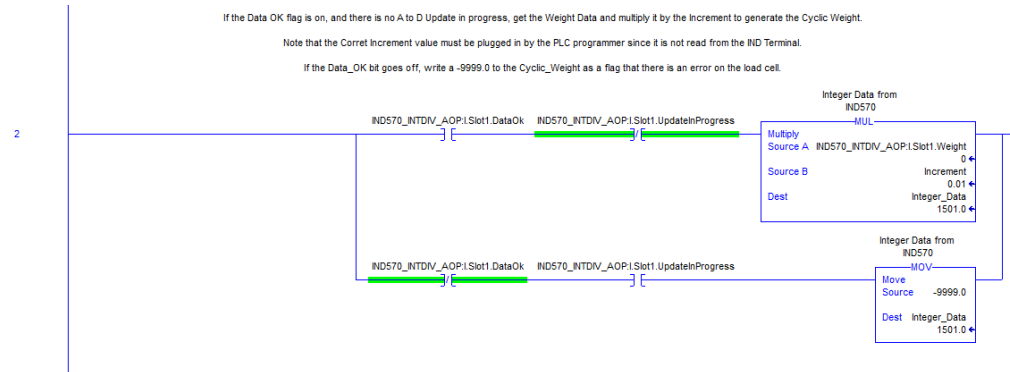 If the Data OK flag is on, and there is no A to D Update in progress, get the Weight Data and multiply it by the Increment to generate the Cyclic Weight.
Note that the Corret Increment value must be plugged in by the PLC programmer since it is not read from the IND Terminal.
If the Data_OK bit goes off, write a -9999.0 to the Cyclic_Weight as a flag that there is an error on the load cell.
Integer Data from
IND570
2
IND570_INTDIV_AOP:I.Slot1.DataOk IND570_INTDIV_AOP:I.Slot1.UpdateInProgress
MUL
Multiply
Source A IND570_INTDIV_AOP:I.Slot1.Weight
0
Source B Increment
0.01
Dest Integer_Data
1501.0
Integer Data from
IND570
IND570_INTDIV_AOP:I.Slot1.DataOk IND570_INTDIV_AOP:I.Slot1.UpdateInProgress
MOV
Move
Source -9999.0
Dest Integer_Data
1501.0